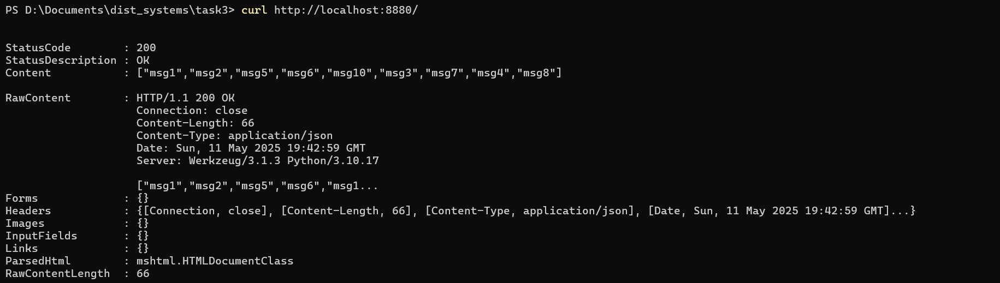 PS D:\Documents\dist_systems\task3> curl http://localhost:8880/
StatusCode        : 200
StatusDescription : OK
Content           : ["msg1","msg2","msg5","msg6","msg10","msg3","msg7","msg4","msg8"]
RawContent        : HTTP/1.1 200 OK
                    Connection: close
                    Content-Length: 66
                    Content-Type: application/json
                    Date: Sun, 11 May 2025 19:42:59 GMT
                    Server: Werkzeug/3.1.3 Python/3.10.17
                    ["msg1","msg2","msg5","msg6","msg1...
Forms             : {}
Headers           : {[Connection, close], [Content-Length, 66], [Content-Type, application/json], [Date, Sun, 11 May 2025 19:42:59 GMT]...}
Images            : {}
InputFields       : {}
Links             : {}
ParsedHtml        : mshtml.HTMLDocumentClass
RawContentLength  : 66